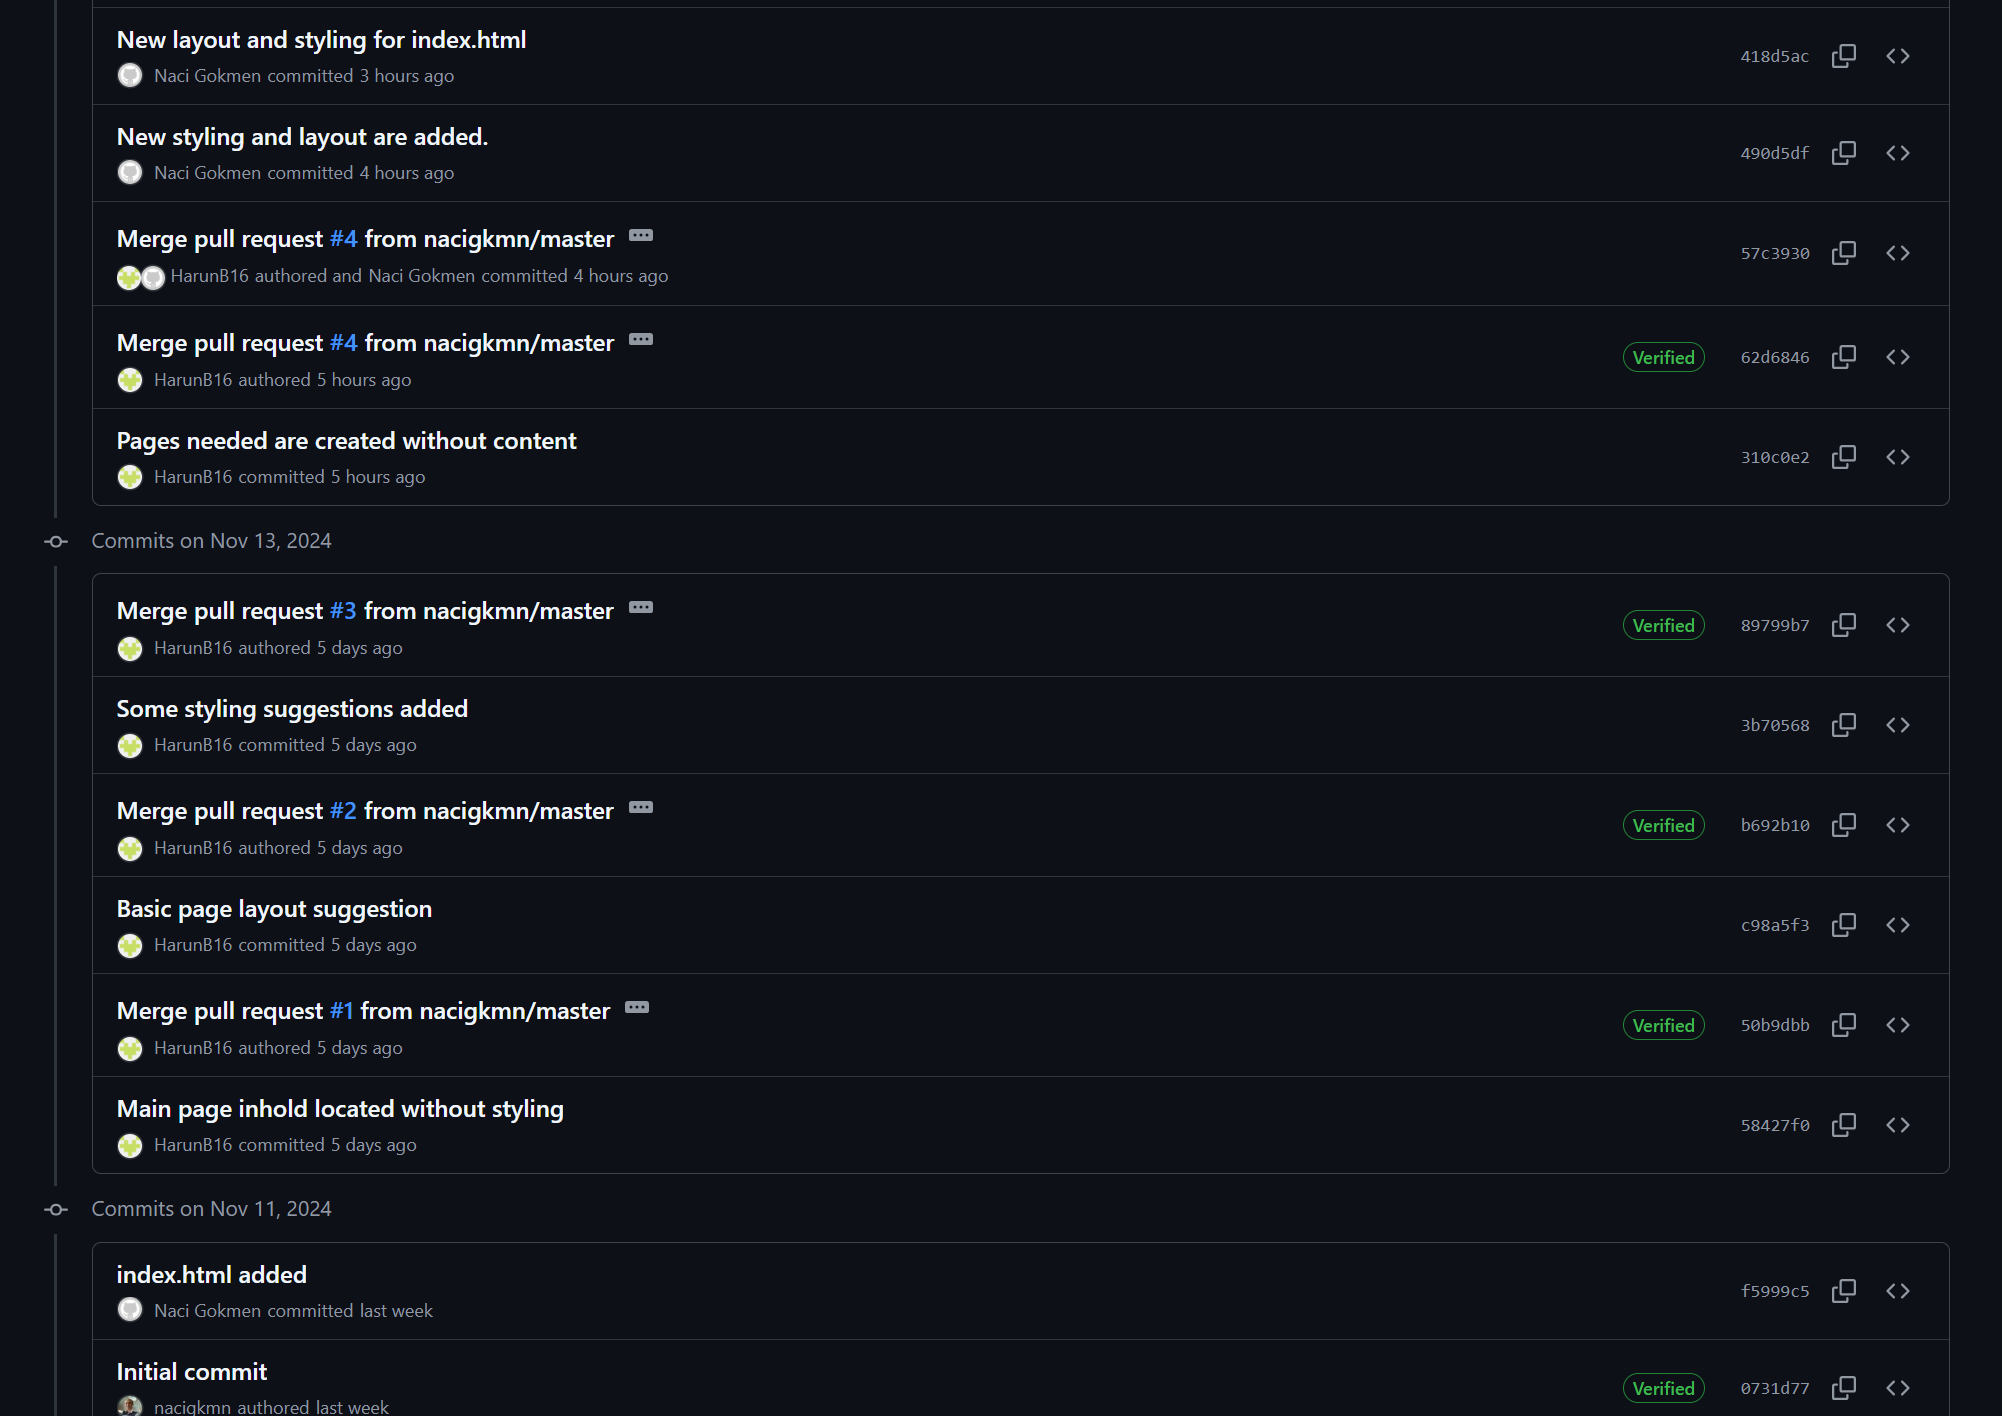 New layout and styling for index.html
Naci Gokmen committed 3 hours ago
418d5ac
New styling and layout are added.
Naci Gokmen committed 4 hours ago
490d5df
Merge pull request #4 from nacigkmn/master
HarunB16 authored and Naci Gokmen committed 4 hours ago
57c3930
Merge pull request #4 from nacigkmn/master
HarunB16 authored 5 hours ago
Verified 62d6846
Pages needed are created without content
HarunB16 committed 5 hours ago
310c0e2
Commits on Nov 13, 2024
Merge pull request #3 from nacigkmn/master
HarunB16 authored 5 days ago
Verified 89799b7
Some styling suggestions added
HarunB16 committed 5 days ago
3b70568
Merge pull request #2 from nacigkmn/master
HarunB16 authored 5 days ago
Verified b692b10
Basic page layout suggestion
HarunB16 committed 5 days ago
c98a5f3
Merge pull request #1 from nacigkmn/master
HarunB16 authored 5 days ago
Verified 50b9dbb
Main page inhold located without styling
HarunB16 committed 5 days ago
58427f0
Commits on Nov 11, 2024
index.html added
Naci Gokmen committed last week
f5999c5
Initial commit
nacigkmn authored last week
Verified 0731d77